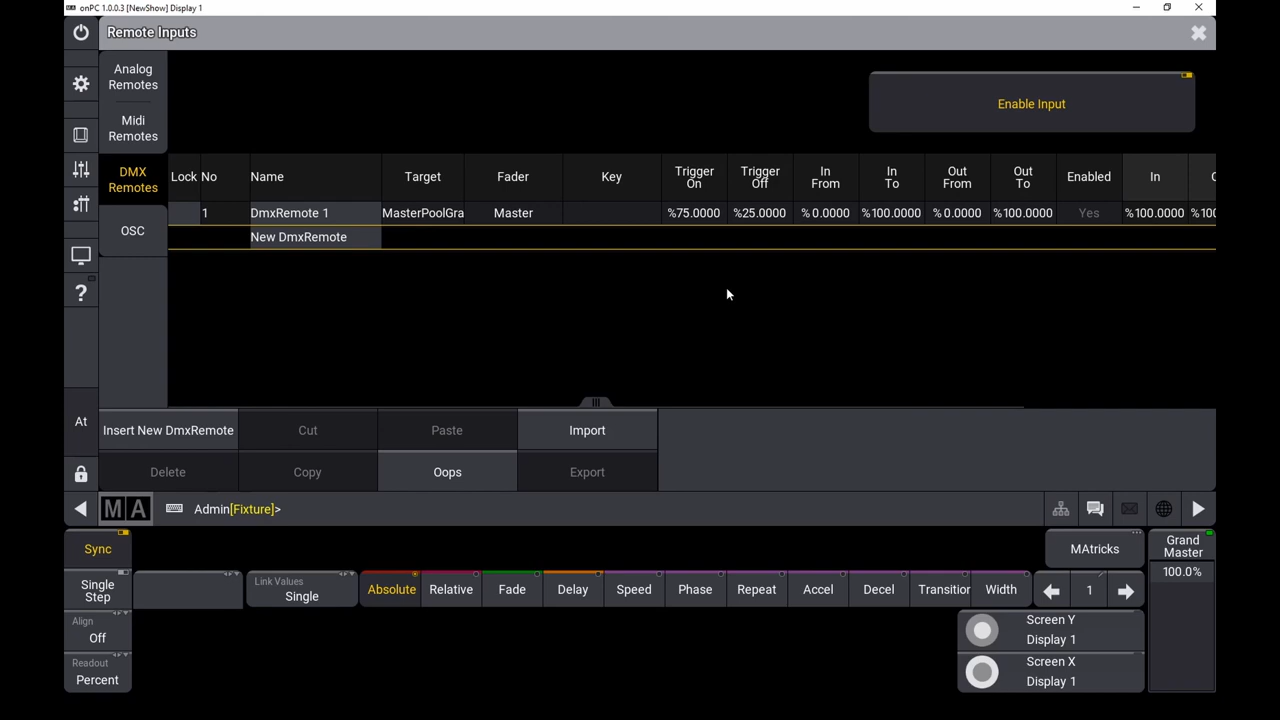 onPC 1.0.0.3 [NewShow] Display 1
Remote Inputs
Analog
Remotes
Midi
Remotes
DMX
Remotes
OSC
Enable Input
Lock No Name Target Fader Key Trigger On Trigger Off In From In To Out From Out To Enabled In
1 DmxRemote 1 MasterPoolGra Master %75.0000 %25.0000 % 0.0000 %100.0000 % 0.0000 %100.0000 Yes %100.0000 %100
New DmxRemote
?
At
Insert New DmxRemote Cut Paste Import
Delete Copy Oops Export
MA Admin[Fixture]>
Sync
MAtricks
Grand
Master
100.0%
Single
Step
Link Values
Single
Absolute Relative Fade Delay Speed Phase Repeat Accel Decel Transition Width 1
Align
Off
Screen Y
Display 1
Readout
Percent
Screen X
Display 1